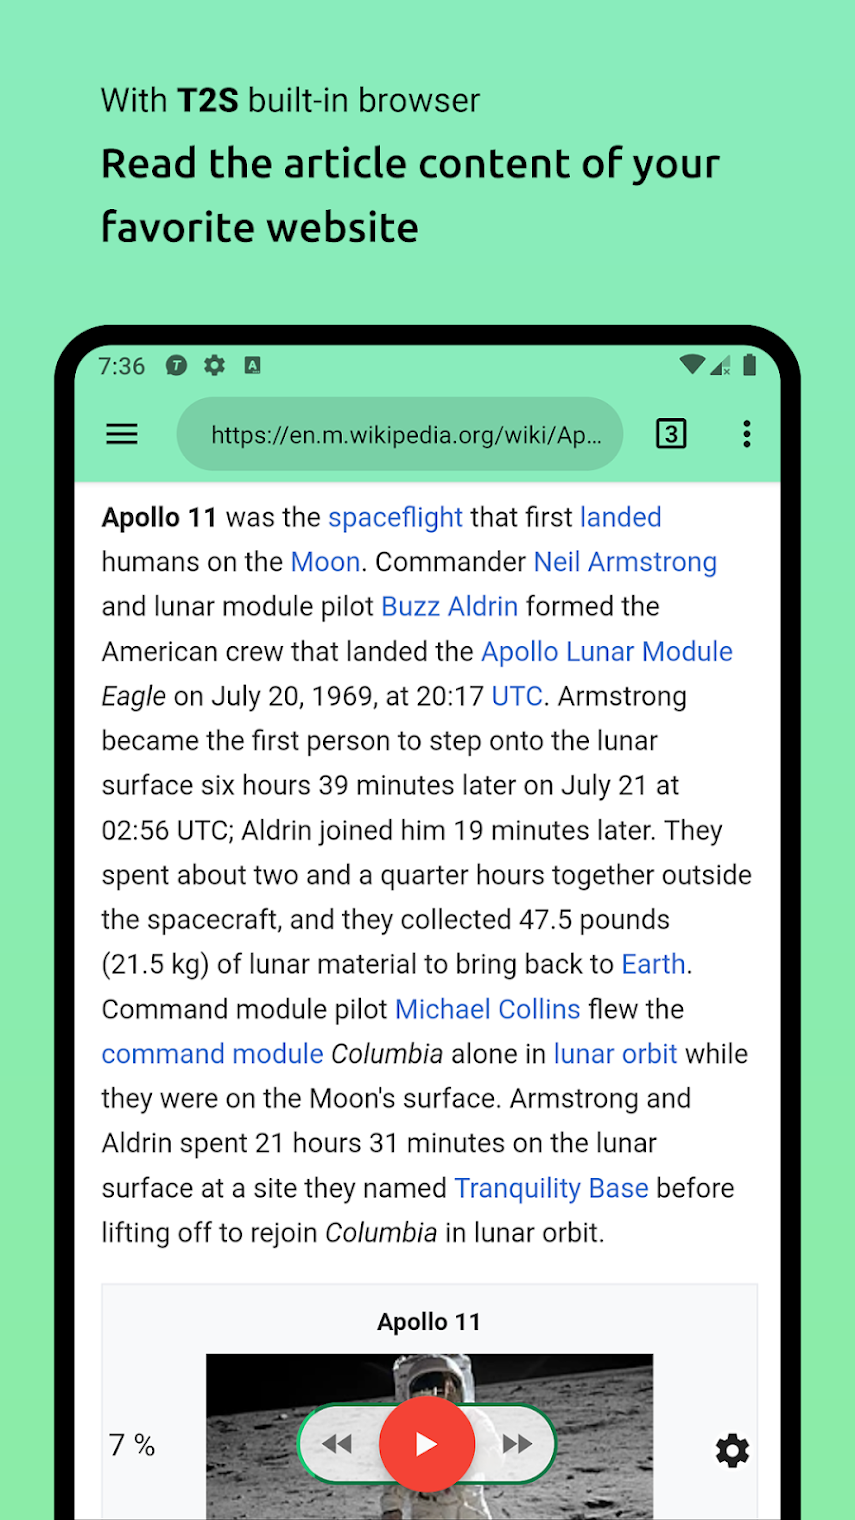 With T2S built-in browser
Read the article content of your
favorite website
7:36
https://en.m.wikipedia.org/wiki/Ap...
3
Apollo 11 was the spaceflight that first landed
humans on the Moon. Commander Neil Armstrong
and lunar module pilot Buzz Aldrin formed the
American crew that landed the Apollo Lunar Module
Eagle on July 20, 1969, at 20:17 UTC. Armstrong
became the first person to step onto the lunar
surface six hours 39 minutes later on July 21 at
02:56 UTC; Aldrin joined him 19 minutes later. They
spent about two and a quarter hours together outside
the spacecraft, and they collected 47.5 pounds
(21.5 kg) of lunar material to bring back to Earth.
Command module pilot Michael Collins flew the
command module Columbia alone in lunar orbit while
they were on the Moon's surface. Armstrong and
Aldrin spent 21 hours 31 minutes on the lunar
surface at a site they named Tranquility Base before
lifting off to rejoin Columbia in lunar orbit.
Apollo 11
7 %